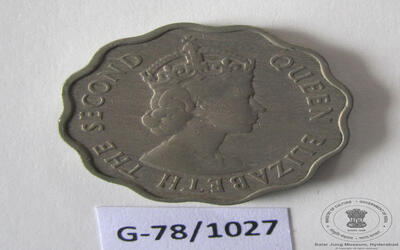 QUEEN ELIZABETH THE SECOND
G-78/1027
Salar Jung Museum, Hyderabad